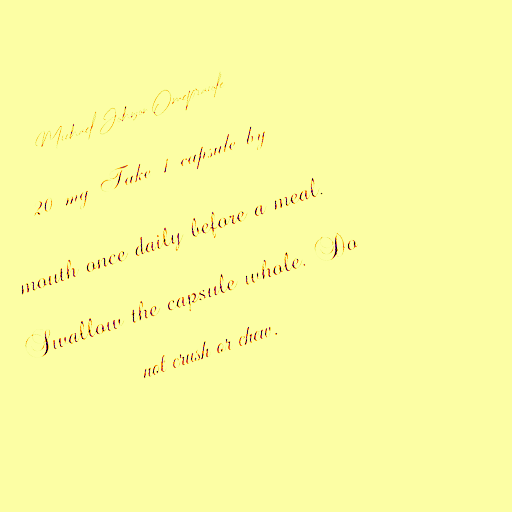 Michael Johnson Omeprazole
20 mg Take 1 capsule by
mouth once daily before a meal.
Swallow the capsule whole. Do
not crush or chew.